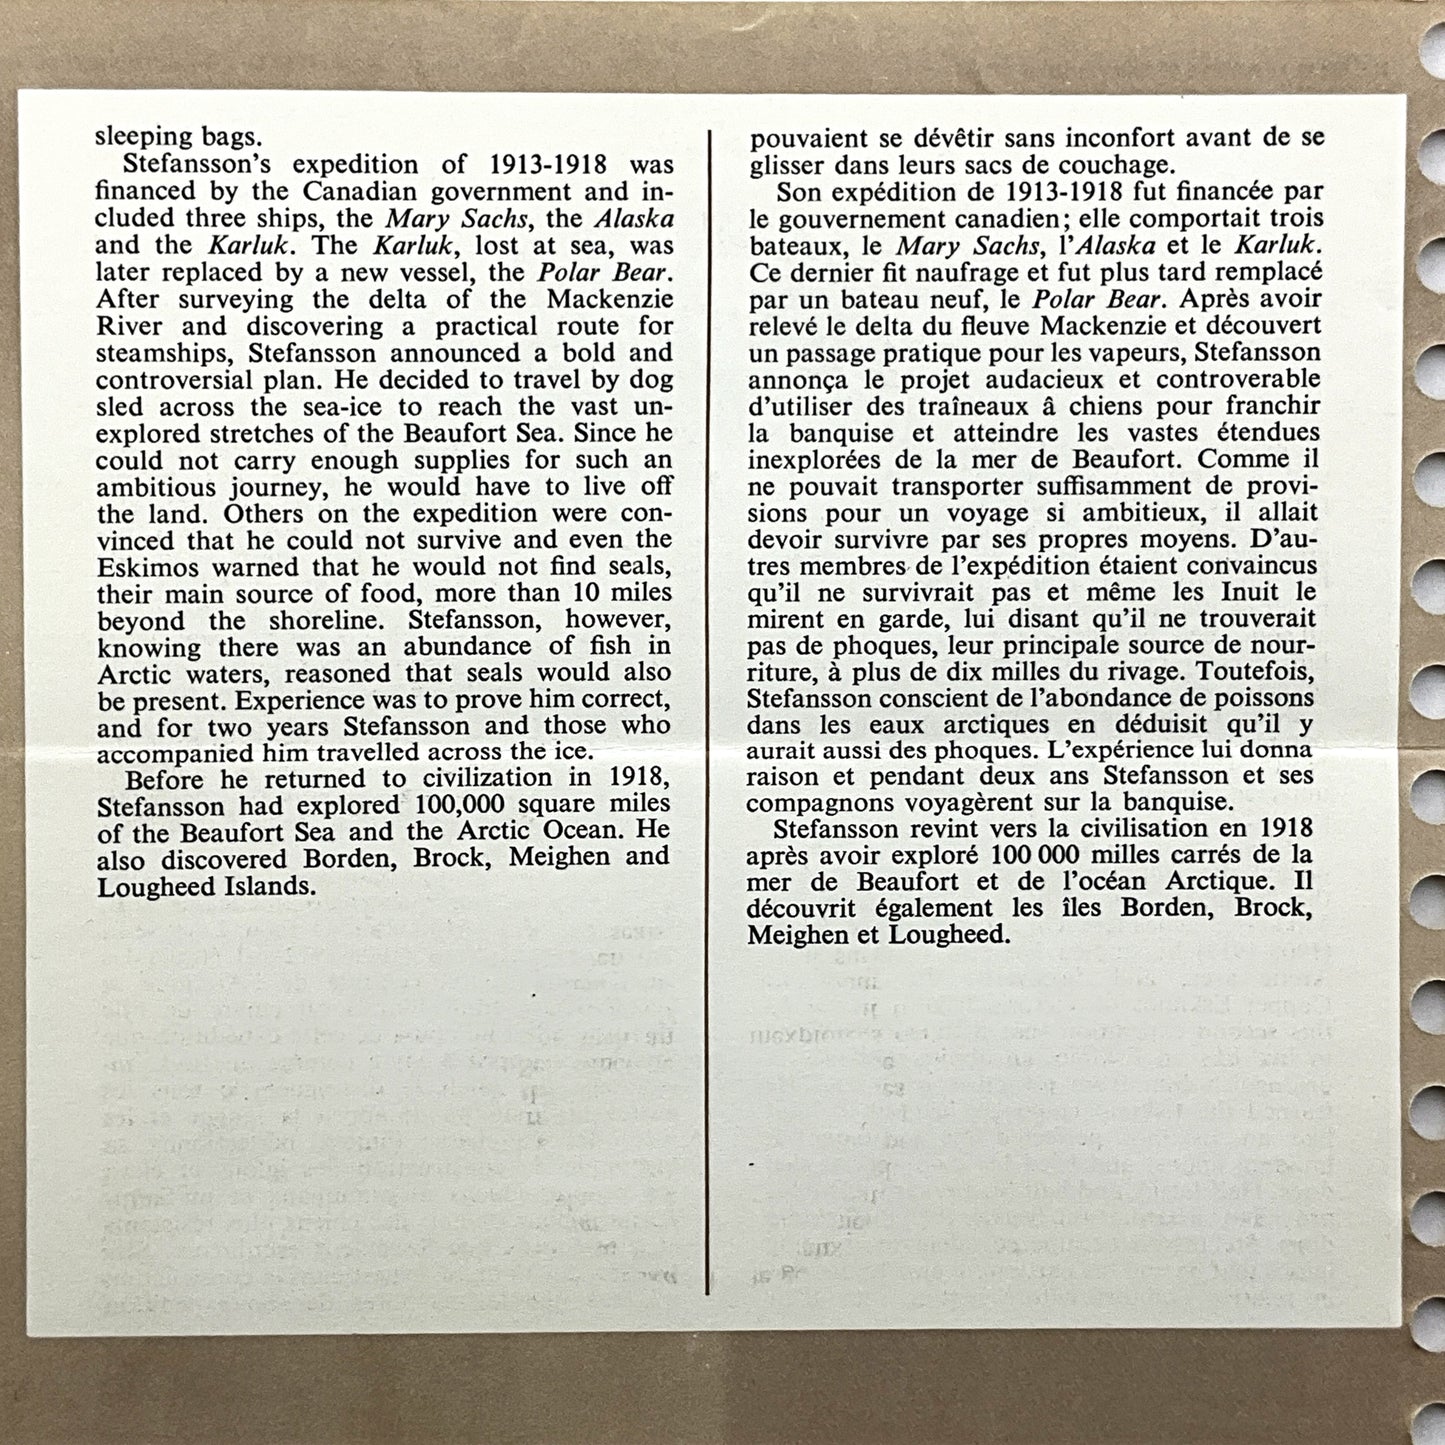 sleeping bags.
Stefansson's expedition of 1913-1918 was
financed by the Canadian government and in-
cluded three ships, the Mary Sachs, the Alaska
and the Karluk. The Karluk, lost at sea, was
later replaced by a new vessel, the Polar Bear.
After surveying the delta of the Mackenzie
River and discovering a practical route for
steamships, Stefansson announced a bold and
controversial plan. He decided to travel by dog
sled across the sea-ice to reach the vast un-
explored stretches of the Beaufort Sea. Since he
could not carry enough supplies for such an
ambitious journey, he would have to live off
the land. Others on the expedition were con-
vinced that he could not survive and even the
Eskimos warned that he would not find seals,
their main source of food, more than 10 miles
beyond the shoreline. Stefansson, however,
knowing there was an abundance of fish in
Arctic waters, reasoned that seals would also
be present. Experience was to prove him correct,
and for two years Stefansson and those who
accompanied him travelled across the ice.
Before he returned to civilization in 1918,
Stefansson had explored 100,000 square miles
of the Beaufort Sea and the Arctic Ocean. He
also discovered Borden, Brock, Meighen and
Lougheed Islands.
pouvaient se dévêtir sans inconfort avant de se
glisser dans leurs sacs de couchage.
Son expédition de 1913-1918 fut financée par
le gouvernement canadien; elle comportait trois
bateaux, le Mary Sachs, l'Alaska et le Karluk.
Ce dernier fit naufrage et fut plus tard remplacé
par un bateau neuf, le Polar Bear. Après avoir
relevé le delta du fleuve Mackenzie et découvert
un passage pratique pour les vapeurs, Stefansson
annonça le projet audacieux et controverable
d'utiliser des traîneaux â chiens pour franchir
la banquise et atteindre les vastes étendues
inexplorées de la mer de Beaufort. Comme il
ne pouvait transporter suffisamment de provi-
sions pour un voyage si ambitieux, il allait
devoir survivre par ses propres moyens. D'au-
tres membres de l'expédition étaient convaincus
qu'il ne survivrait pas et même les Inuit le
mirent en garde, lui disant qu'il ne trouverait
pas de phoques, leur principale source de nour-
riture, à plus de dix milles du rivage. Toutefois,
Stefansson conscient de l'abondance de poissons
dans les eaux arctiques en déduisit qu'il y
aurait aussi des phoques. L'expérience lui donna
raison et pendant deux ans Stefansson et ses
compagnons voyagèrent sur la banquise.
Stefansson revint vers la civilisation en 1918
après avoir exploré 100 000 milles carrés de la
mer de Beaufort et de l'océan Arctique. Il
découvrit également les îles Borden, Brock,
Meighen et Lougheed.